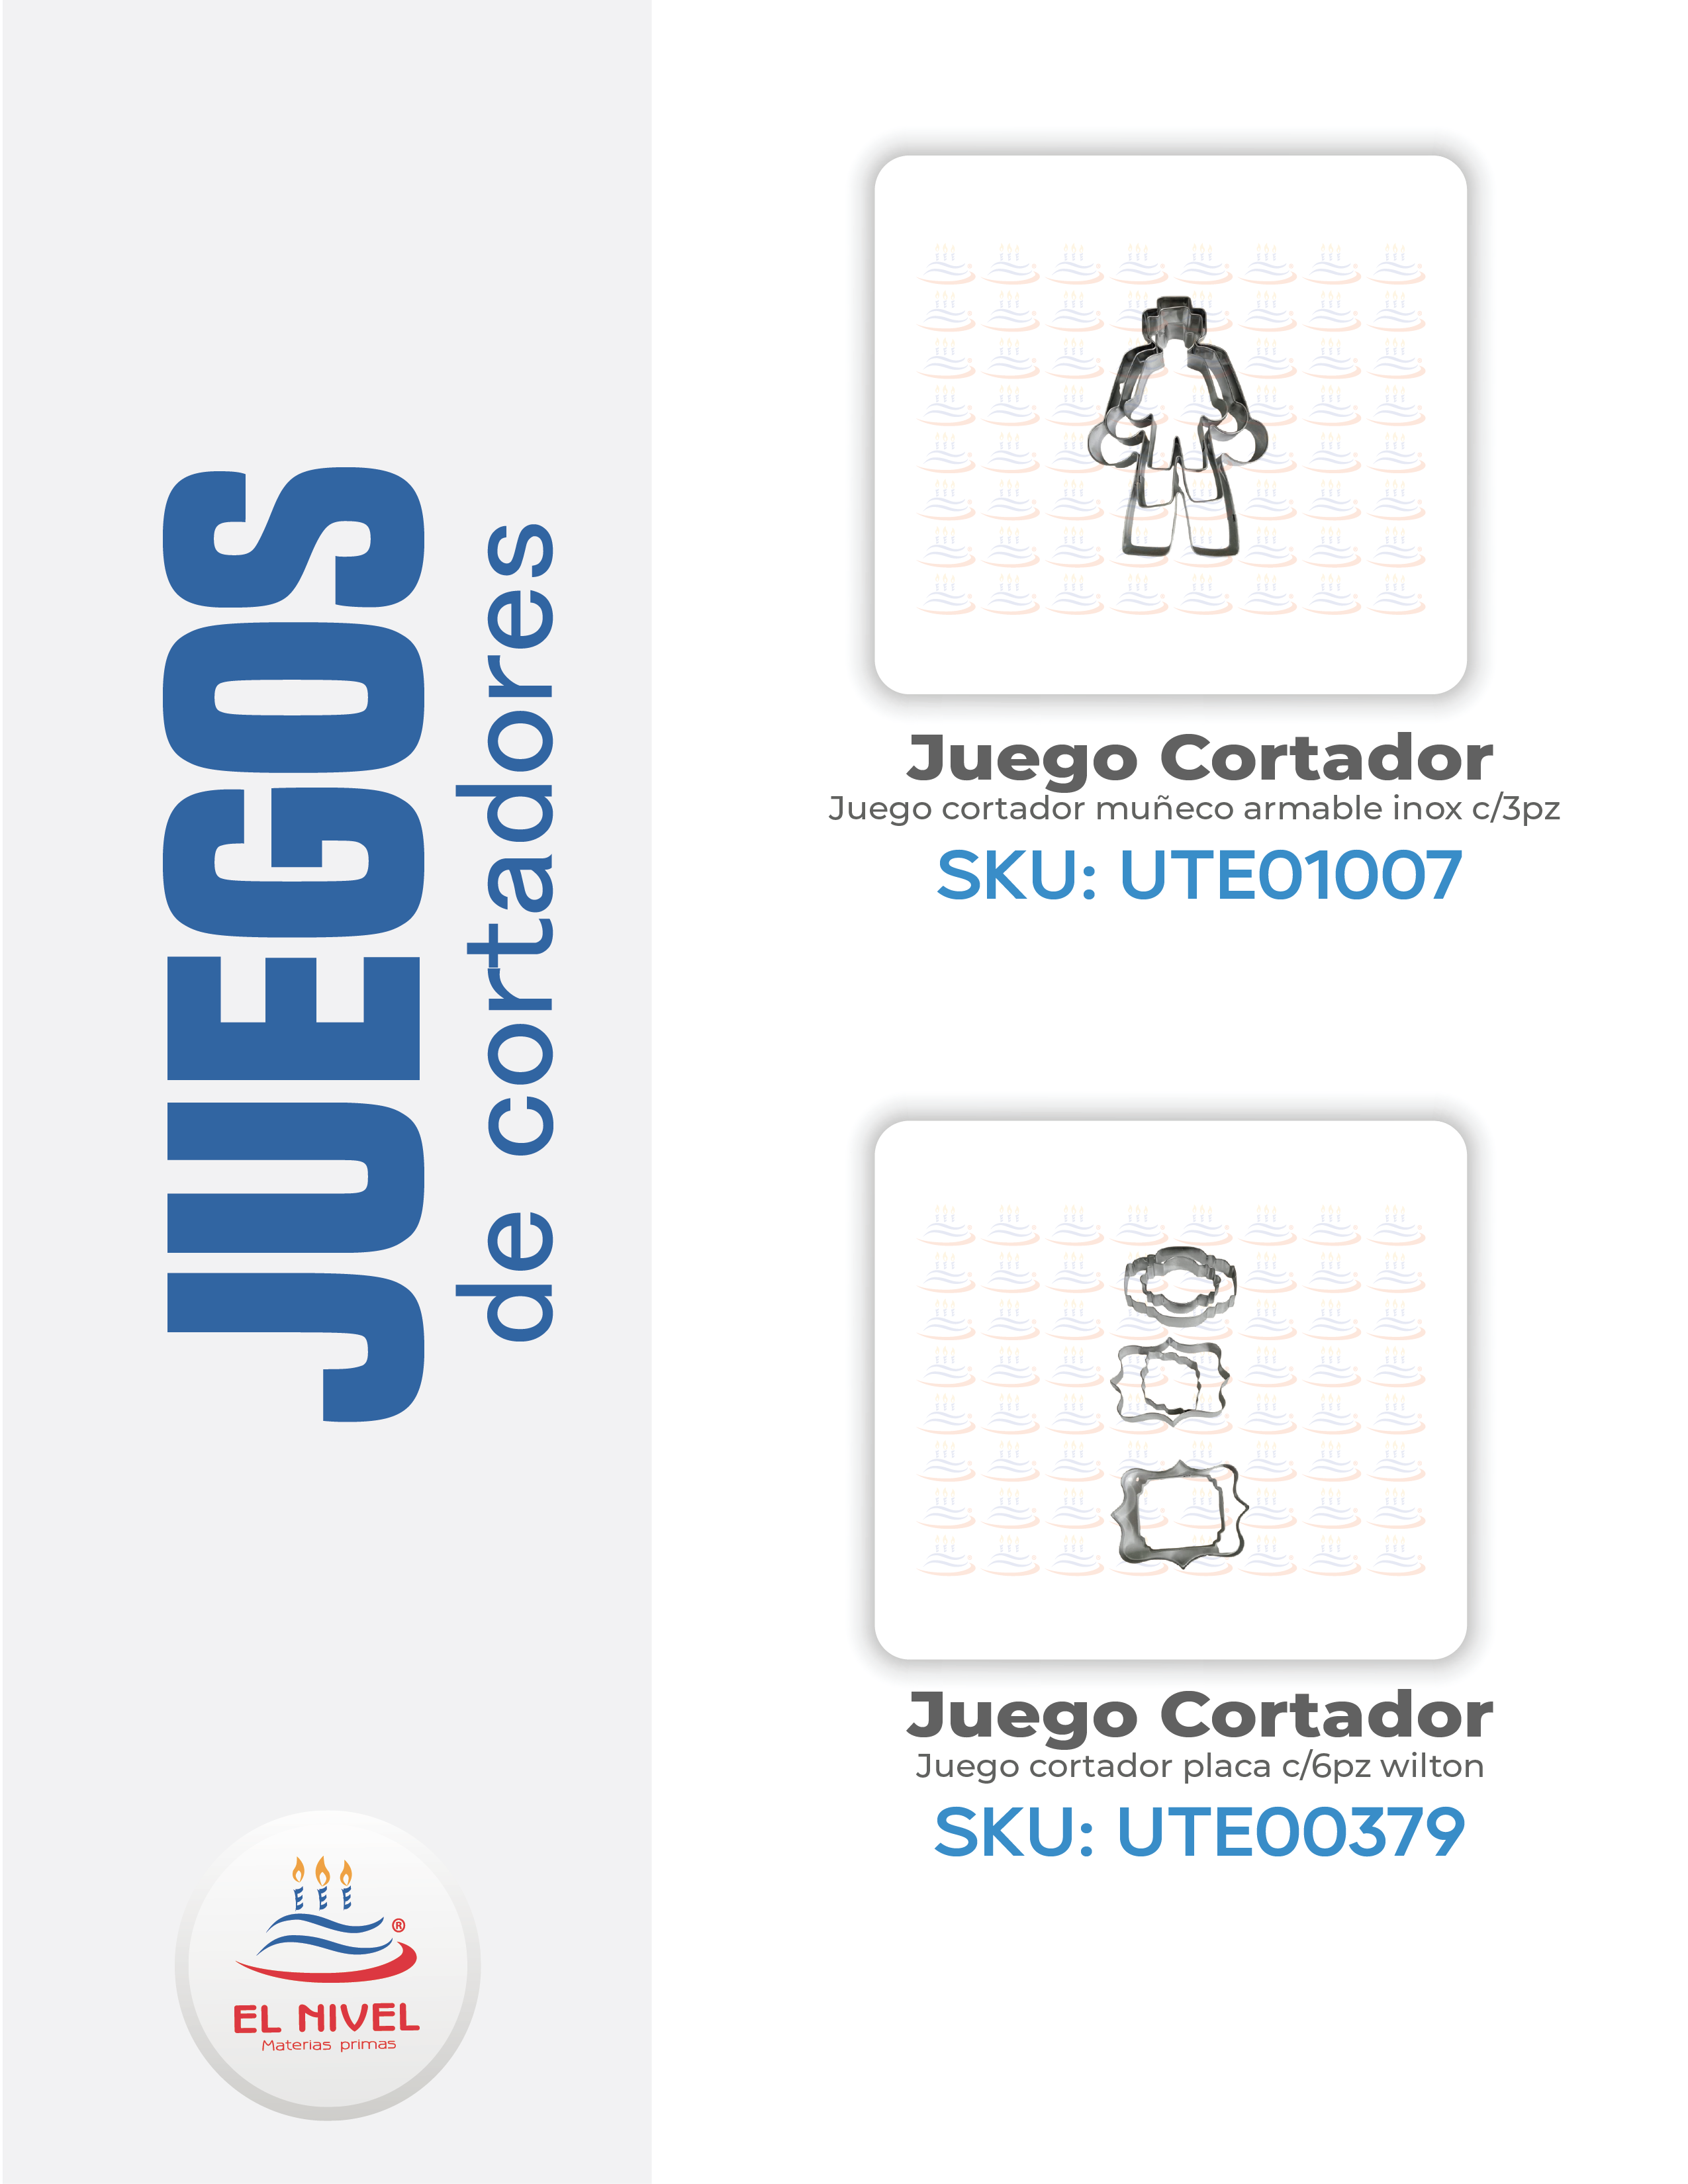 JUEGOS
de cortadores
Juego Cortador
Juego cortador muñeco armable inox c/3pz
SKU: UTE01007
Juego Cortador
Juego cortador placa c/6pz wilton
SKU: UTE00379
®
EL NIVEL
Materias primas